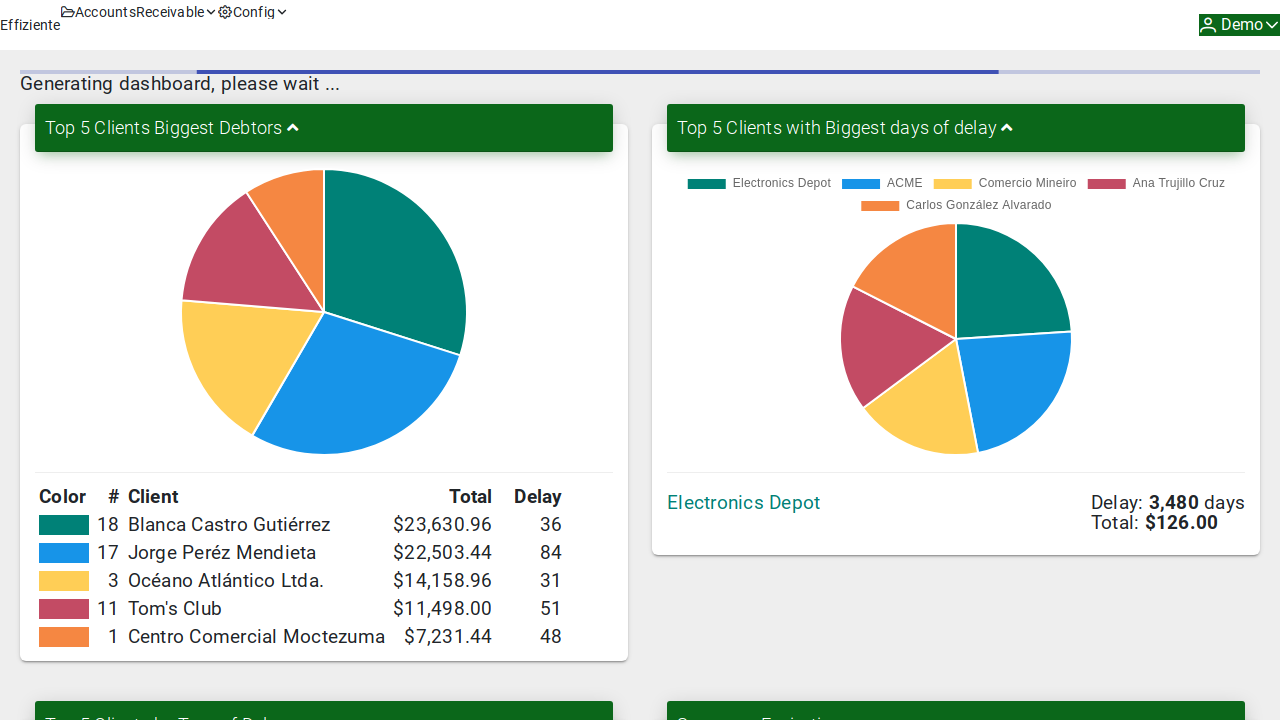 Effiziente
AccountsReceivable
Config
Demo
Generating dashboard, please wait ...
Top 5 Clients Biggest Debtors
Color # Client Total Delay
18 Blanca Castro Gutiérrez $23,630.96 36
17 Jorge Peréz Mendieta $22,503.44 84
3 Océano Atlántico Ltda. $14,158.96 31
11 Tom's Club $11,498.00 51
1 Centro Comercial Moctezuma $7,231.44 48
Top 5 Clients with Biggest days of delay
Electronics Depot ACME Comercio Mineiro Ana Trujillo Cruz
Carlos González Alvarado
Electronics Depot
Delay: 3,480 days
Total: $126.00
Top 5 Clients by